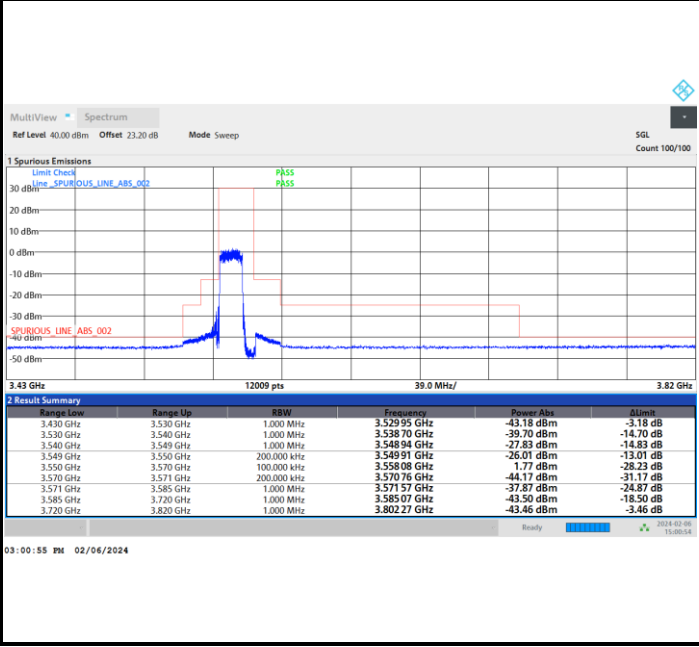 MultiView Spectrum
Ref Level 40.00 dBm Offset 23.20 dB Mode Sweep SGL
Count 100/100
1 Spurious Emissions
Limit Check PASS
Line _SPURIOUS_LINE_ABS_002 PASS
30 dBm
20 dBm
10 dBm
0 dBm
-10 dBm
-20 dBm
-30 dBm
_SPURIOUS_LINE_ABS_002
-40 dBm
-50 dBm
3.43 GHz 12009 pts 39.0 MHz/ 3.82 GHz
2 Result Summary
Range Low Range Up RBW Frequency Power Abs ΔLimit
3.430 GHz 3.530 GHz 1.000 MHz 3.529 95 GHz -43.18 dBm -3.18 dB
3.530 GHz 3.540 GHz 1.000 MHz 3.538 70 GHz -39.70 dBm -14.70 dB
3.540 GHz 3.549 GHz 1.000 MHz 3.548 94 GHz -27.83 dBm -14.83 dB
3.549 GHz 3.550 GHz 200.000 kHz 3.549 91 GHz -26.01 dBm -13.01 dB
3.550 GHz 3.570 GHz 100.000 kHz 3.558 08 GHz 1.77 dBm -28.23 dB
3.570 GHz 3.571 GHz 200.000 kHz 3.570 76 GHz -44.17 dBm -31.17 dB
3.571 GHz 3.585 GHz 1.000 MHz 3.571 57 GHz -37.87 dBm -24.87 dB
3.585 GHz 3.720 GHz 1.000 MHz 3.585 07 GHz -43.50 dBm -18.50 dB
3.720 GHz 3.820 GHz 1.000 MHz 3.802 27 GHz -43.46 dBm -3.46 dB
Ready 2024-02-06
15:00:54
03:00:55 PM 02/06/2024